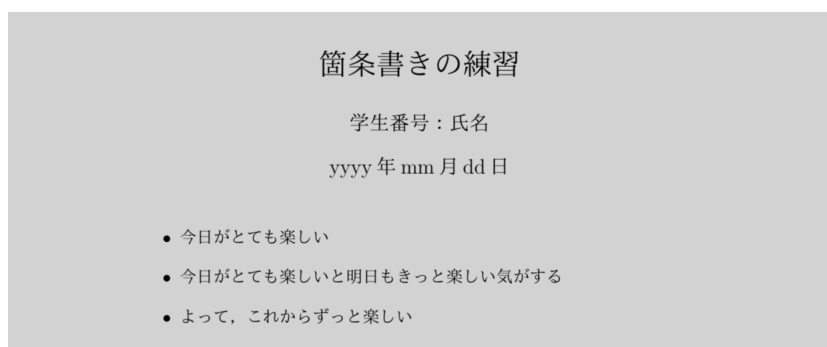 箇条書きの練習
学生番号：氏名
yyyy 年 mm 月 dd 日
• 今日がとても楽しい
• 今日がとても楽しいと明日もきっと楽しい気がする
• よって，これからずっと楽しい